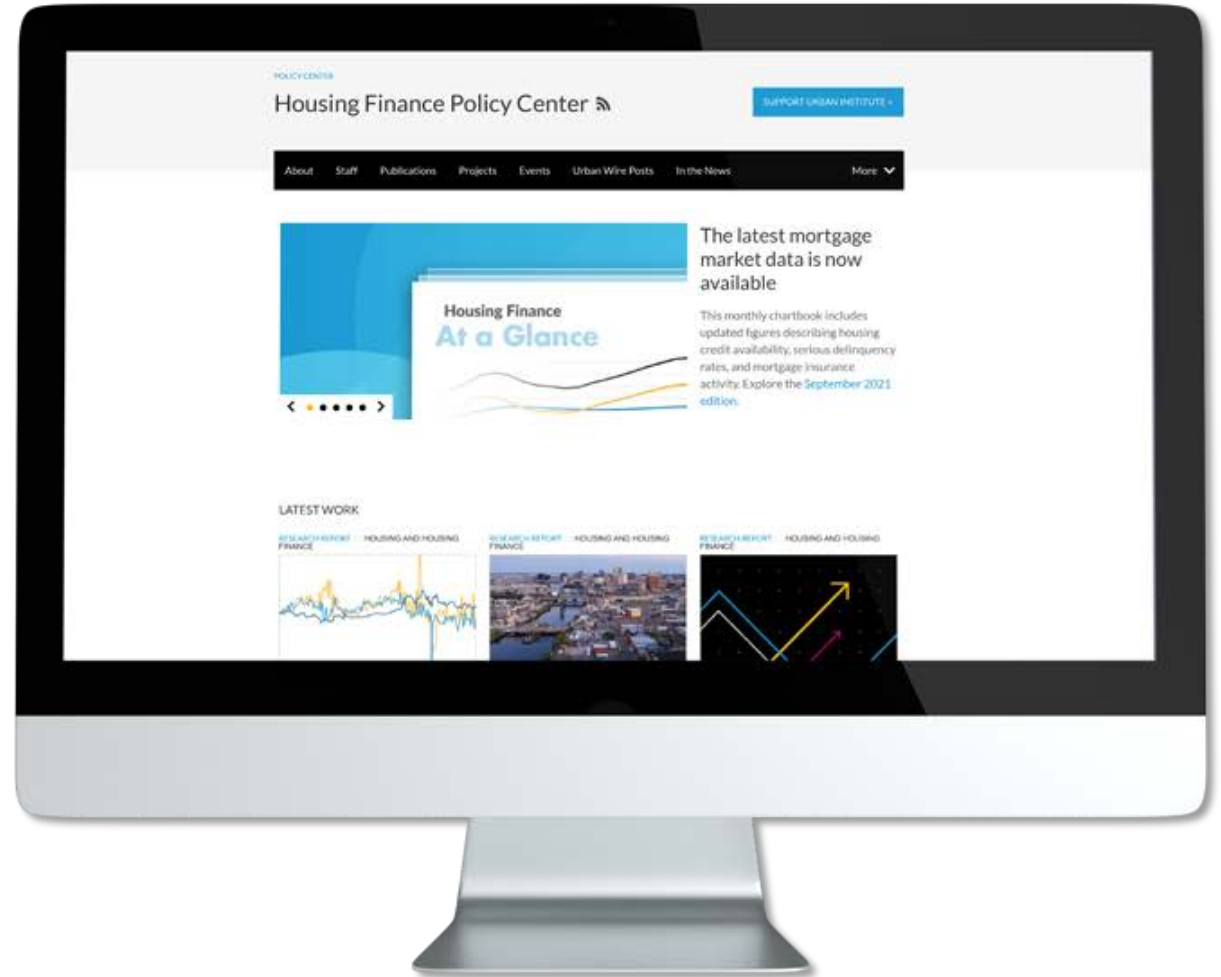 POLICY CENTER
Housing Finance Policy Center
SUPPORT URBAN INSTITUTE »
About Staff Publications Projects Events Urban Wire Posts In the News More
The latest mortgage
market data is now
available
This monthly chartbook includes
updated figures describing housing
credit availability, serious delinquency
rates, and mortgage insurance
activity. Explore the September 2021
edition.
Housing Finance
At a Glance
LATEST WORK
RESEARCH REPORT HOUSING AND HOUSING
FINANCE
RESEARCH REPORT HOUSING AND HOUSING
FINANCE
RESEARCH REPORT HOUSING AND HOUSING
FINANCE